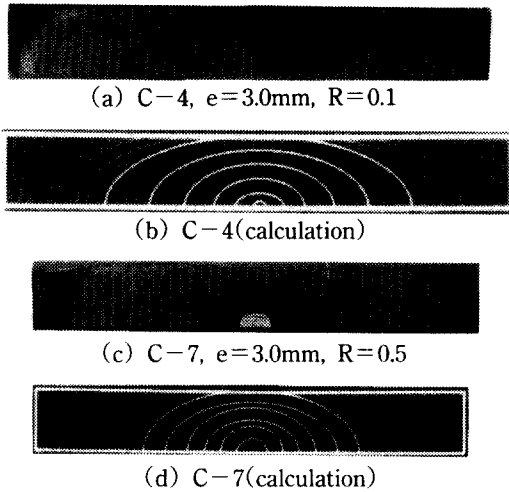 (a) C-4, e=3.0mm, R=0.1
(b) C-4(calculation)
(c) C-7, e=3.0mm, R=0.5
(d) C-7(calculation)